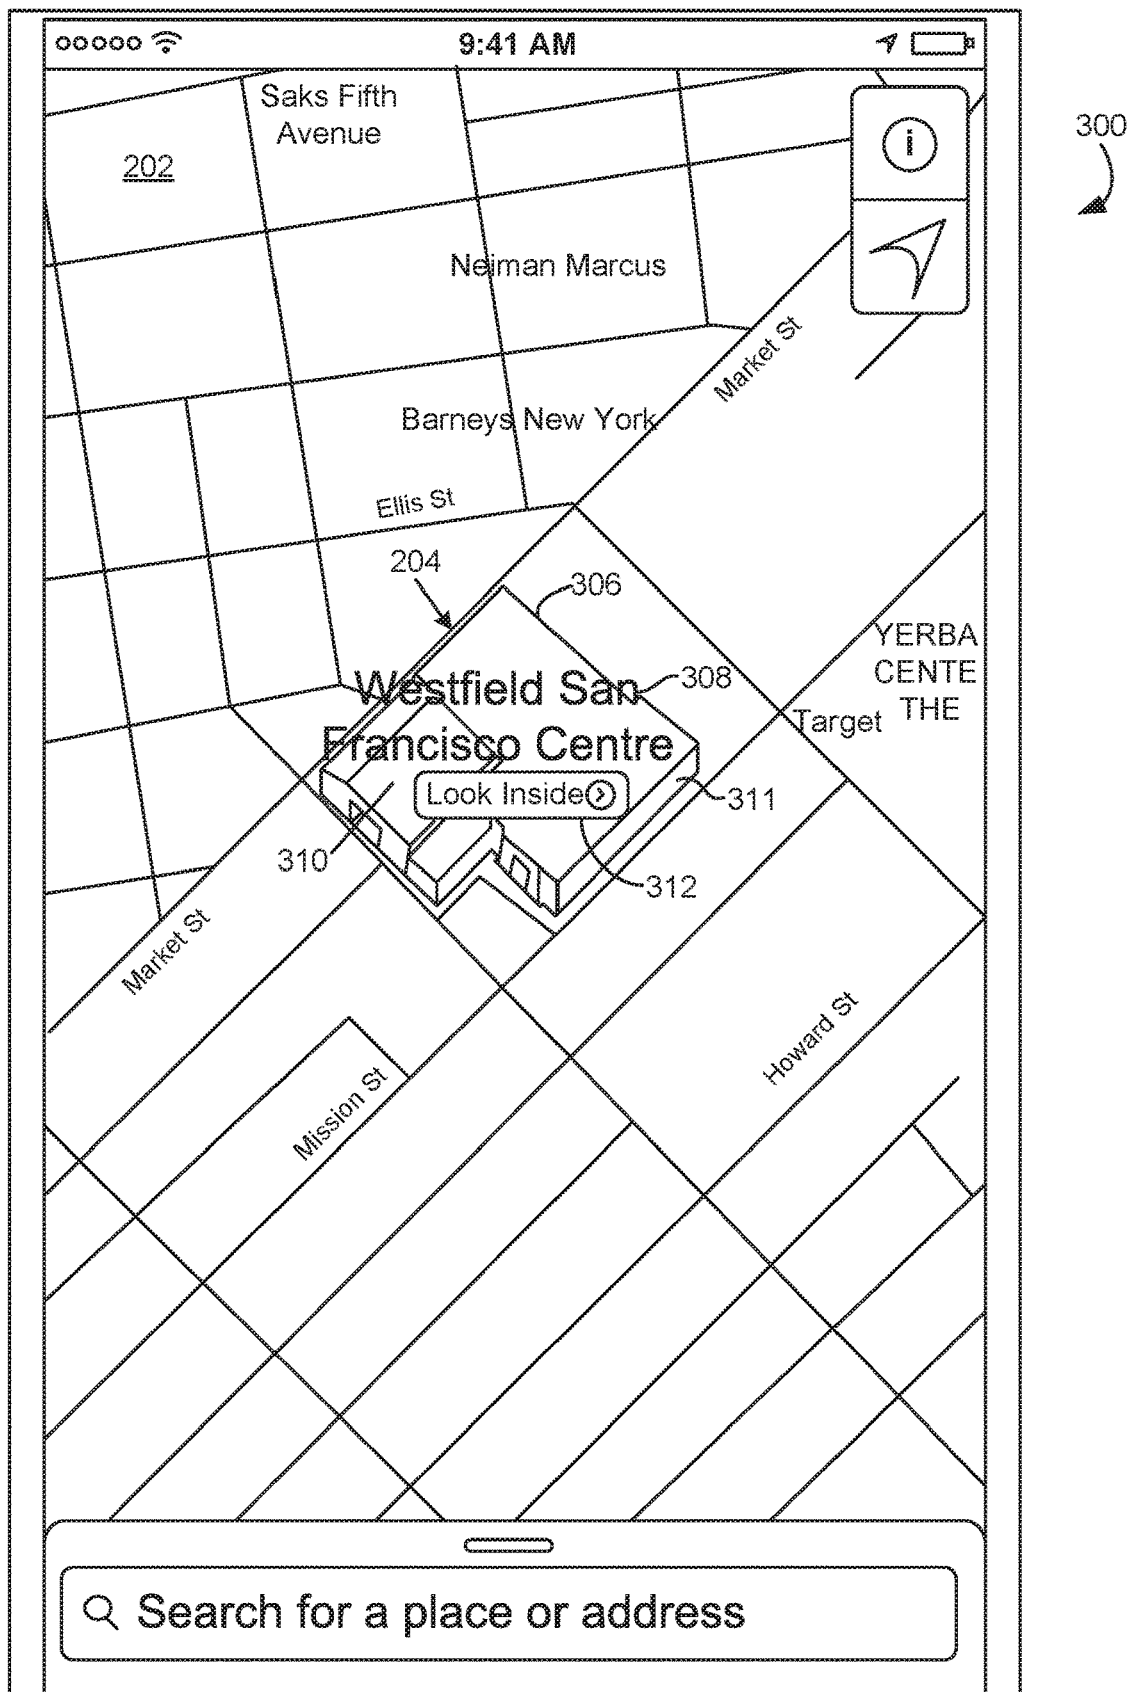 9:41 AM
Saks Fifth
Avenue
202
i
300
Neiman Marcus
Market St
Barneys New York
Ellis St
204
306
YERBA
CENTE
THE
308
Westfield San
Target
Francisco Centre
Look Inside
311
310
312
Market St
Howard St
Mission St
Search for a place or address